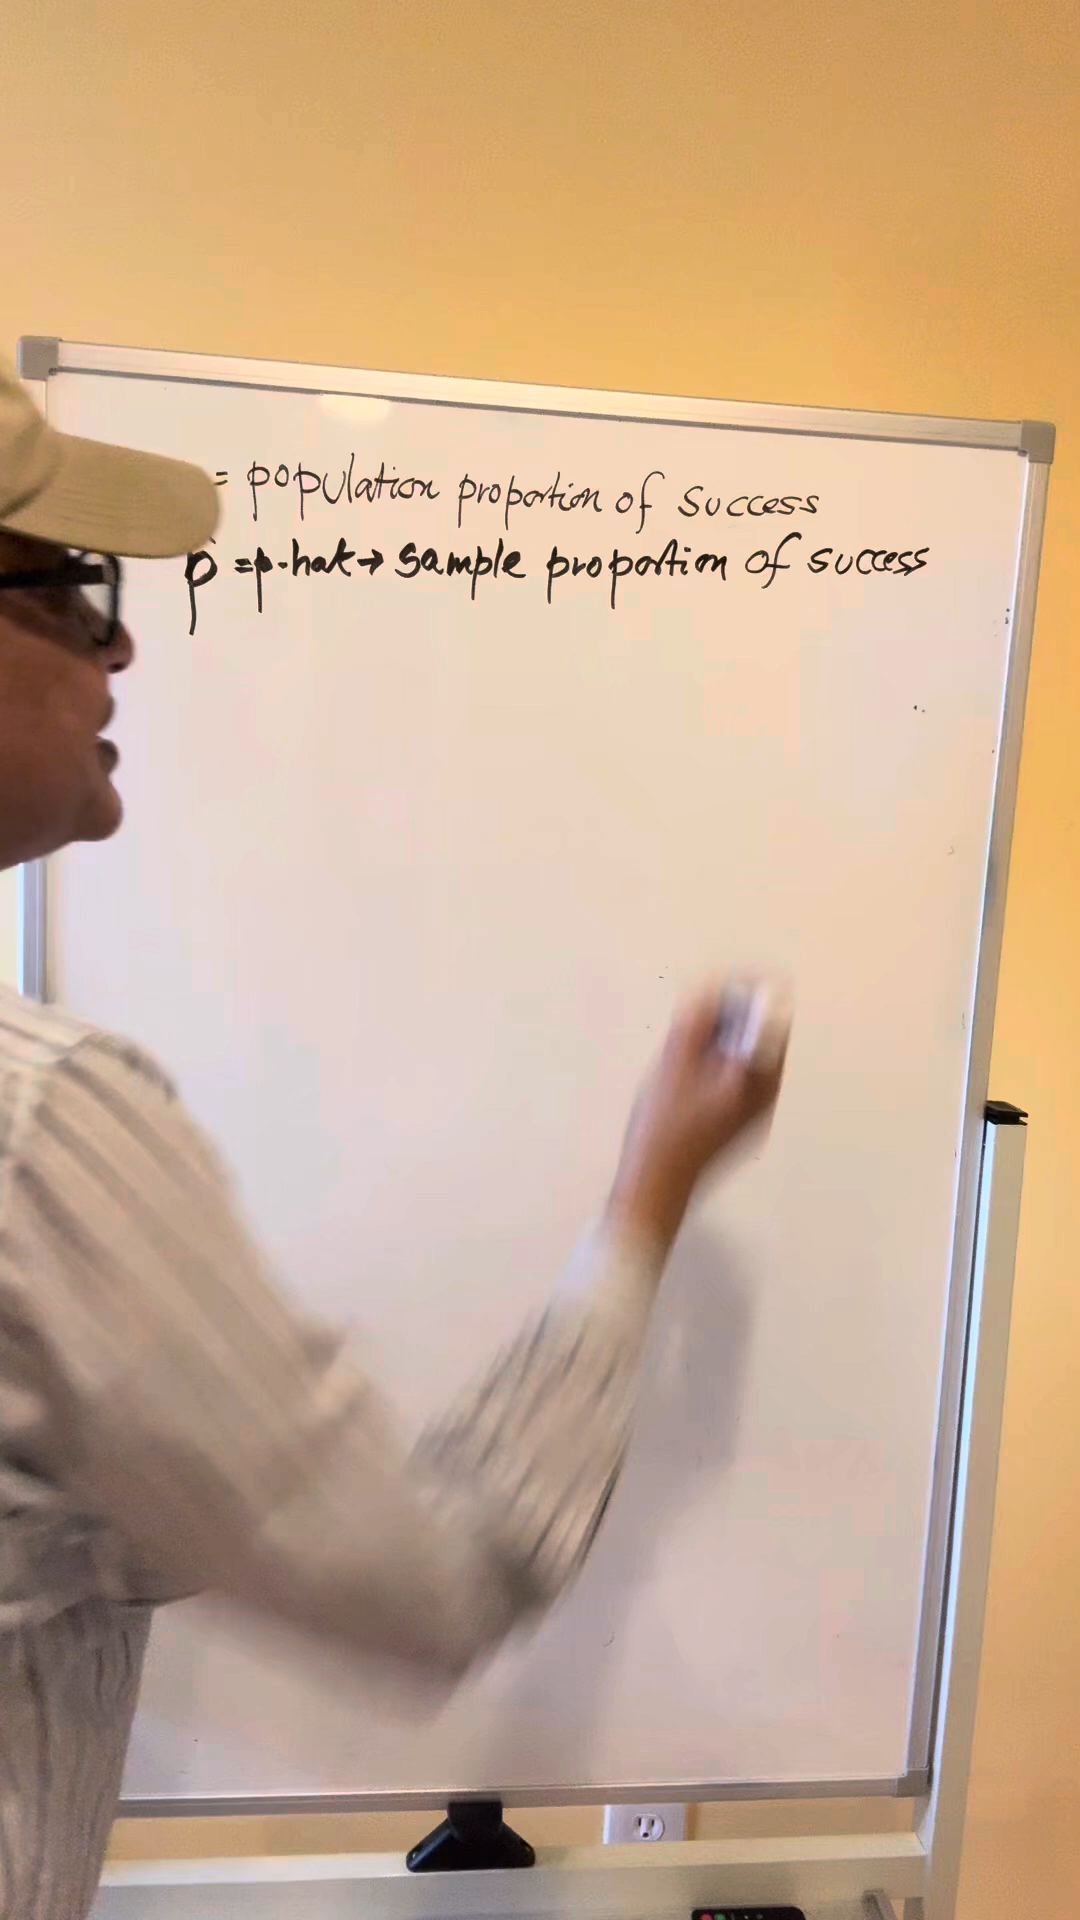 = population proportion of success
p̂ = p-hat → sample proportion of success